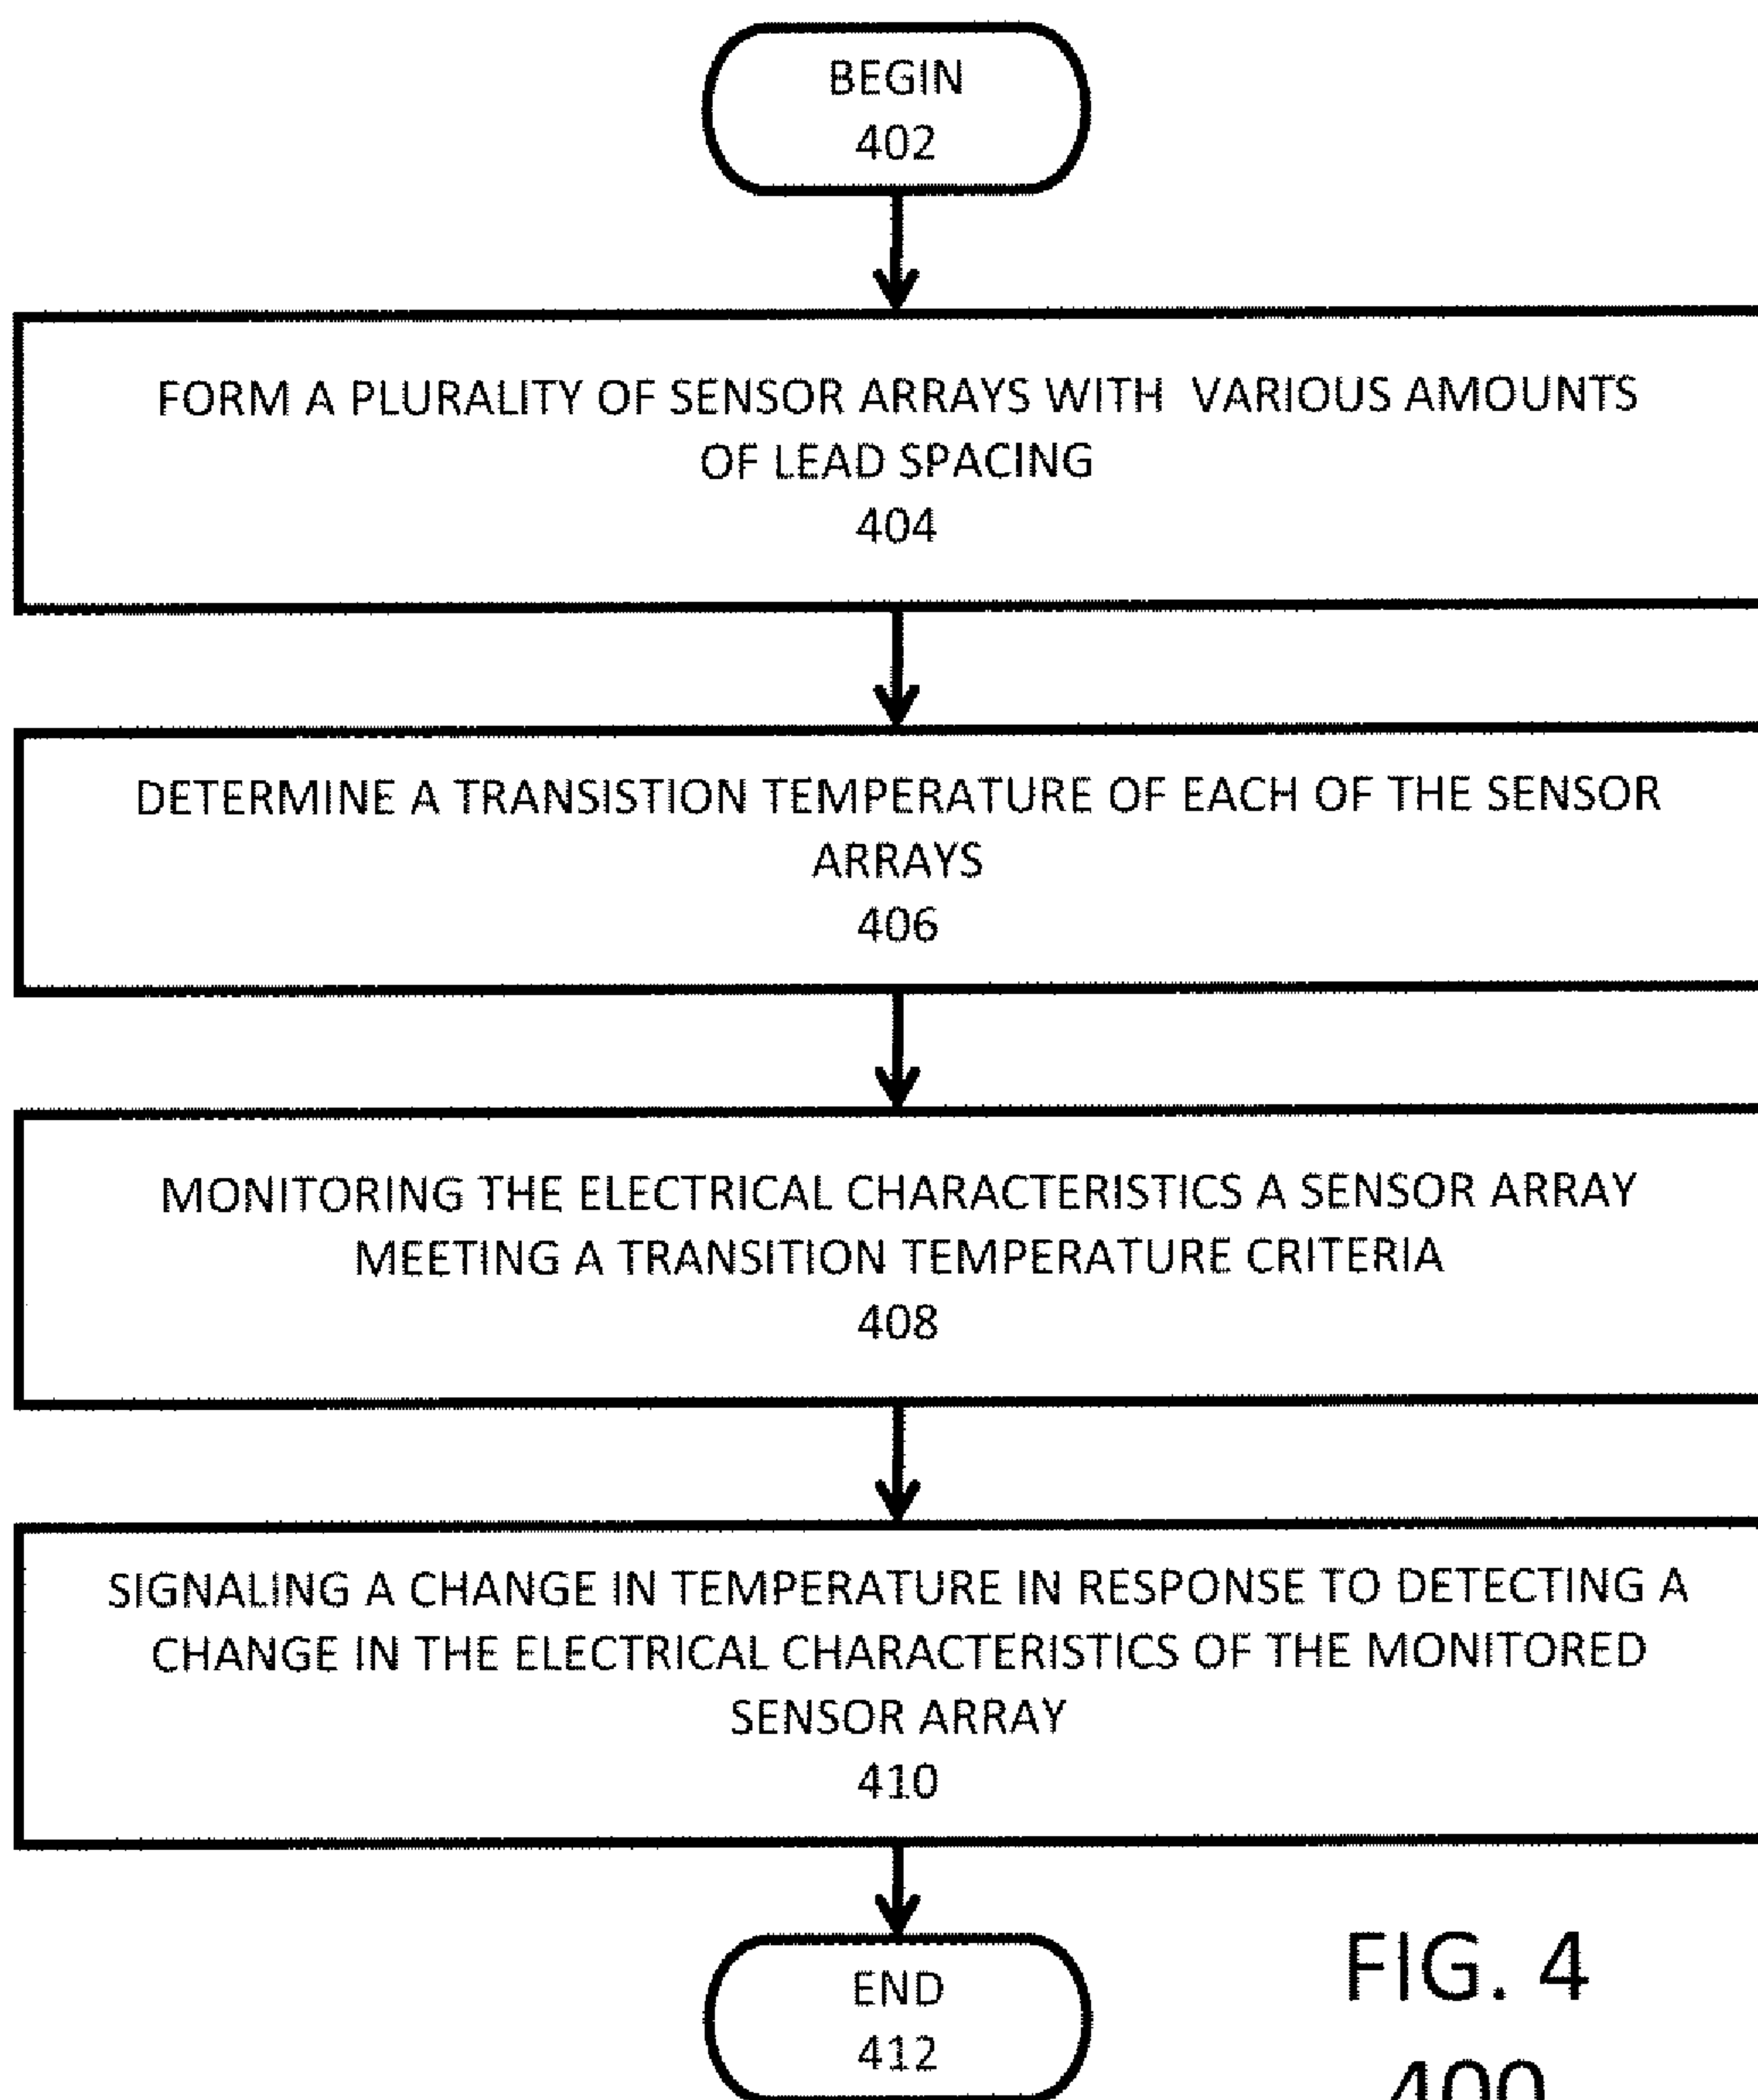 BEGIN
402
FORM A PLURALITY OF SENSOR ARRAYS WITH VARIOUS AMOUNTS
OF LEAD SPACING
404
DETERMINE A TRANSISTION TEMPERATURE OF EACH OF THE SENSOR
ARRAYS
406
MONITORING THE ELECTRICAL CHARACTERISTICS A SENSOR ARRAY
MEETING A TRANSITION TEMPERATURE CRITERIA
408
SIGNALING A CHANGE IN TEMPERATURE IN RESPONSE TO DETECTING A
CHANGE IN THE ELECTRICAL CHARACTERISTICS OF THE MONITORED
SENSOR ARRAY
410
END
412
FIG. 4
400